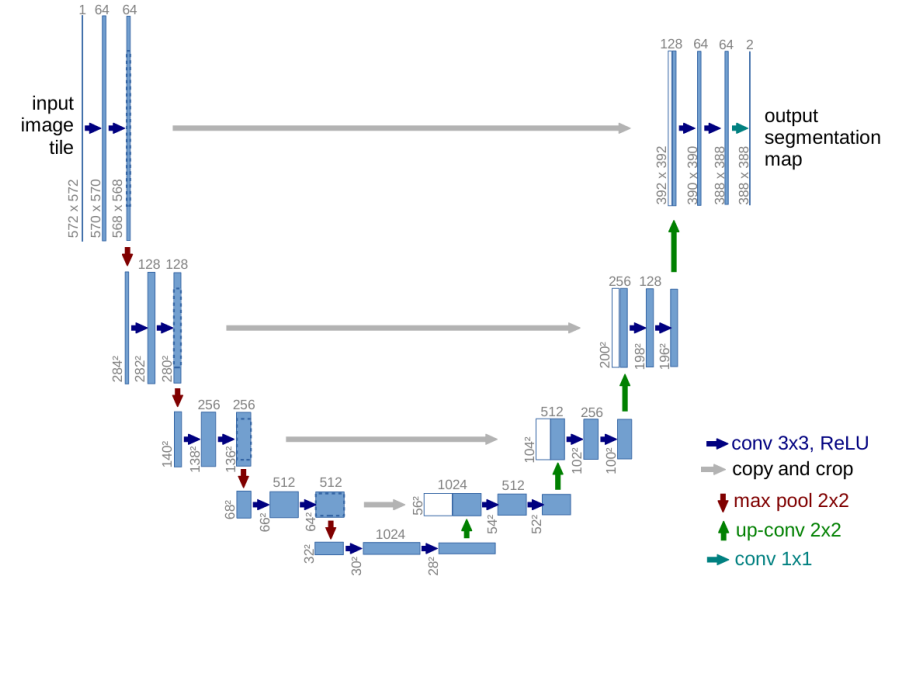 1 64 64
input
image
tile
572 x 572
570 x 570
568 x 568
128 64 64 2
output
segmentation
map
392 x 392
390 x 390
388 x 388
388 x 388
128 128
284²
282²
280²
256 128
200²
198²
196²
256 256
140²
138²
136²
512 256
104²
102²
100²
512 512
68²
66²
64²
1024 512
56²
54²
52²
1024
32²
30²
28²
conv 3x3, ReLU
copy and crop
max pool 2x2
up-conv 2x2
conv 1x1